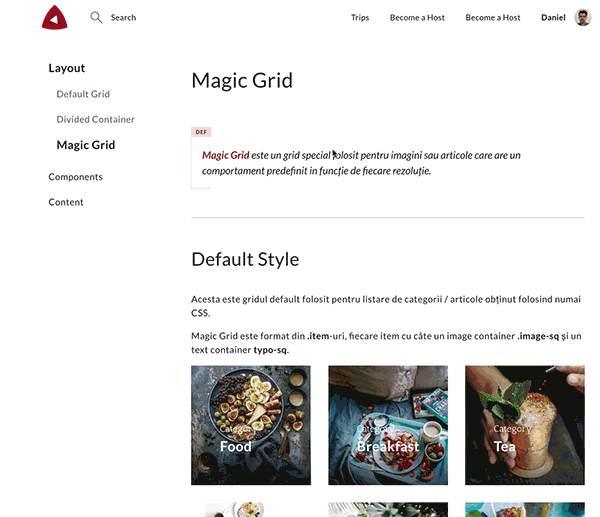 Search
Trips
Become a Host
Become a Host
Daniel
Layout
Default Grid
Divided Container
Magic Grid
Components
Content
Magic Grid
DEF
Magic Grid este un grid special folosit pentru imagini sau articole care are un
comportament predefinit in funcție de fiecare rezoluție.
Default Style
Acesta este gridul default folosit pentru listare de categorii / articole obținut folosind numai
CSS.
Magic Grid este format din .item-uri, fiecare item cu câte un image container .image-sq și un
text container typo-sq.
Category
Food
Category
Breakfast
Category
Tea